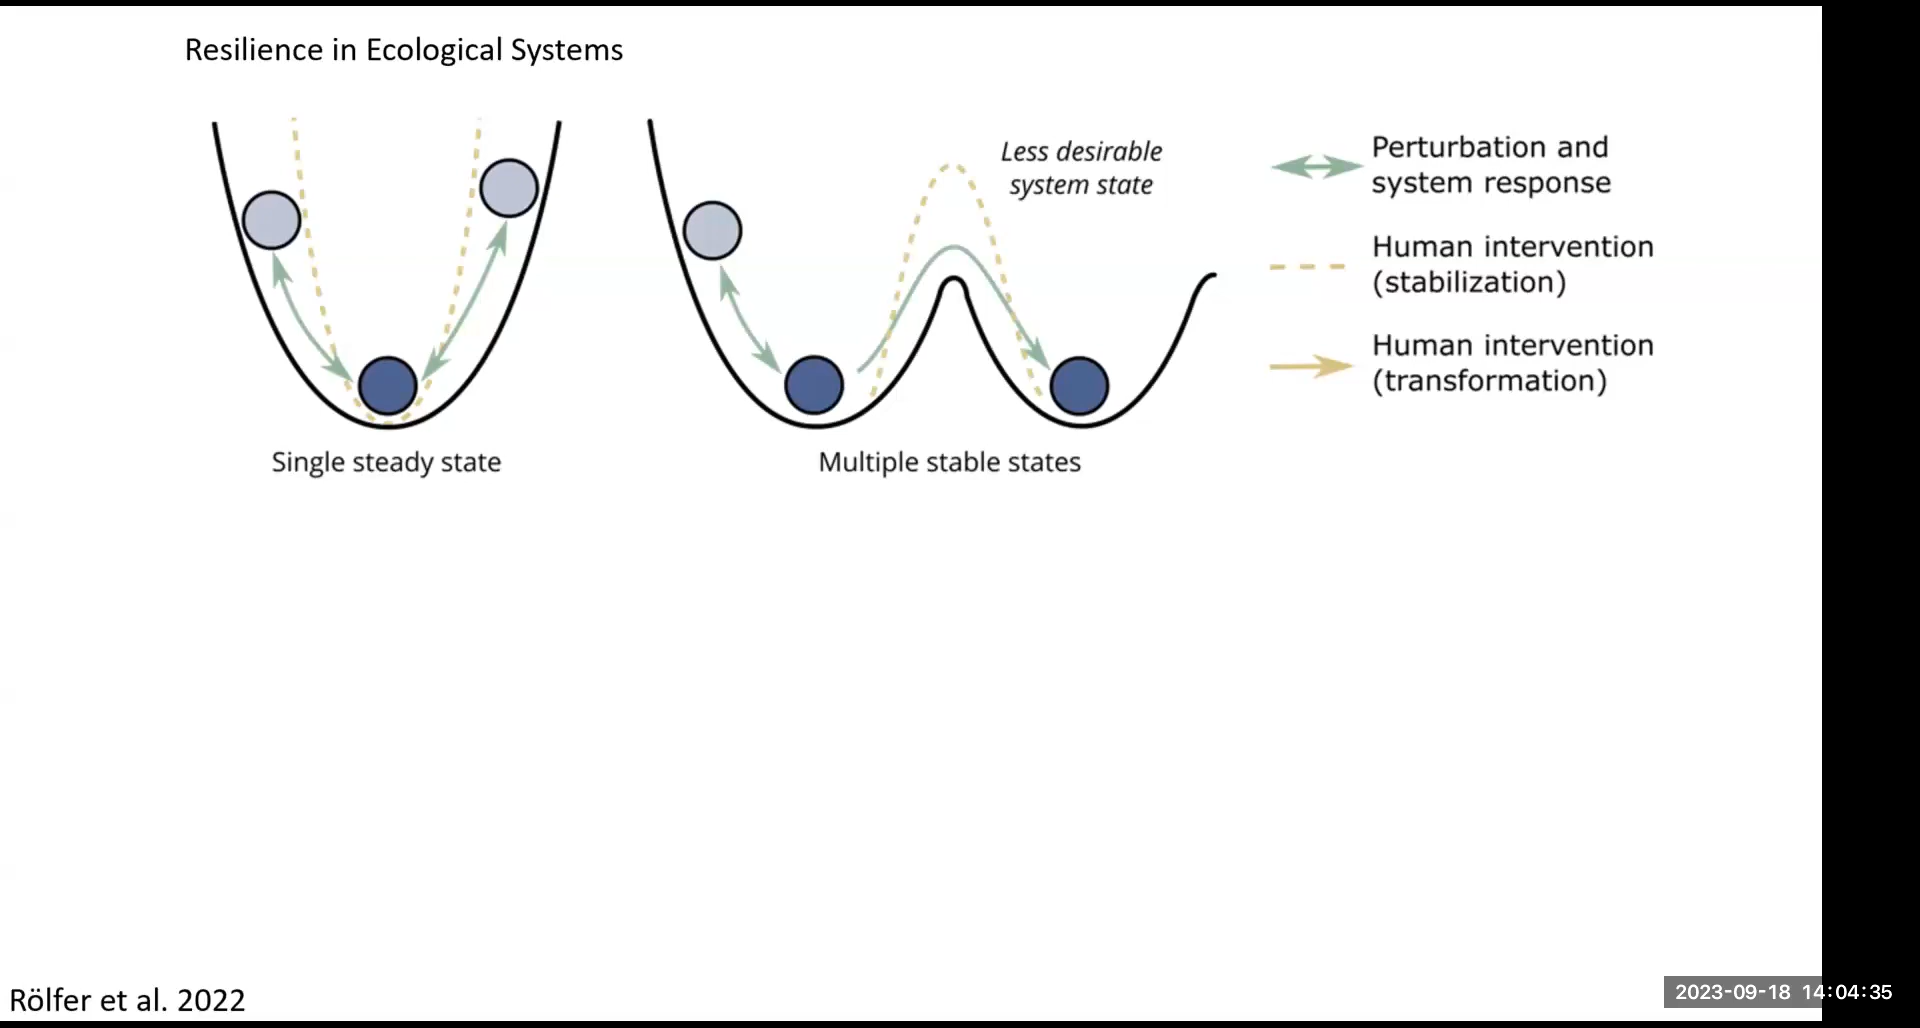 Resilience in Ecological Systems
Less desirable
system state
Perturbation and
system response
Human intervention
(stabilization)
Human intervention
(transformation)
Single steady state
Multiple stable states
Rölfer et al. 2022
2023-09-18 14:04:35